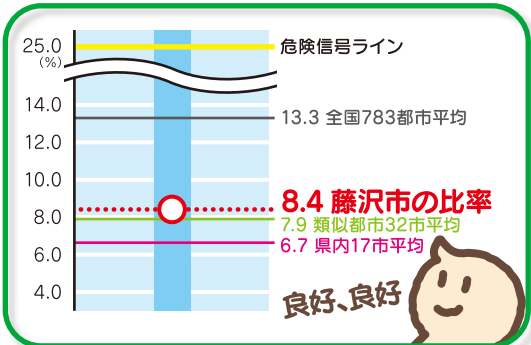 25.0
(%)
危険信号ライン
14.0
13.3 全国783都市平均
12.0
10.0
8.4 藤沢市の比率
8.0
7.9 類似都市32市平均
6.7 県内17市平均
6.0
4.0
良好、良好